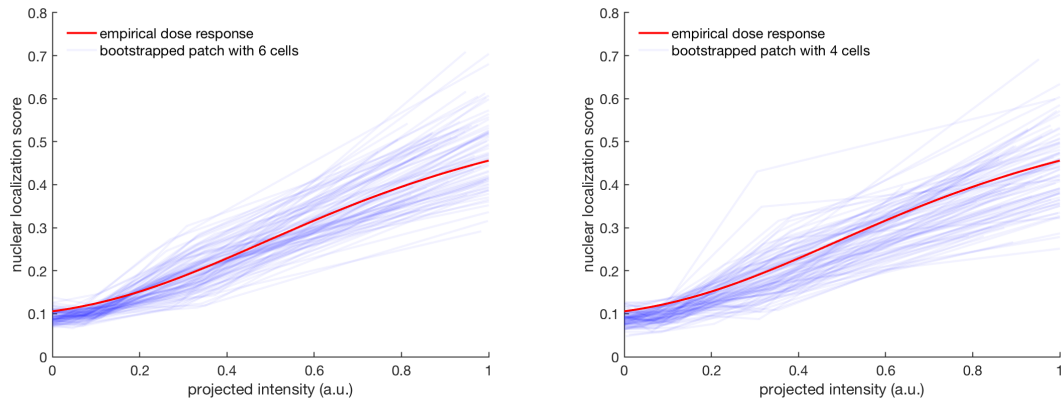 0.8
0.7
0.6
0.5
0.4
0.3
0.2
0.1
0
nuclear localization score
empirical dose response
bootstrapped patch with 6 cells
0 0.2 0.4 0.6 0.8 1
projected intensity (a.u.)
0.8
0.7
0.6
0.5
0.4
0.3
0.2
0.1
0
nuclear localization score
empirical dose response
bootstrapped patch with 4 cells
0 0.2 0.4 0.6 0.8 1
projected intensity (a.u.)